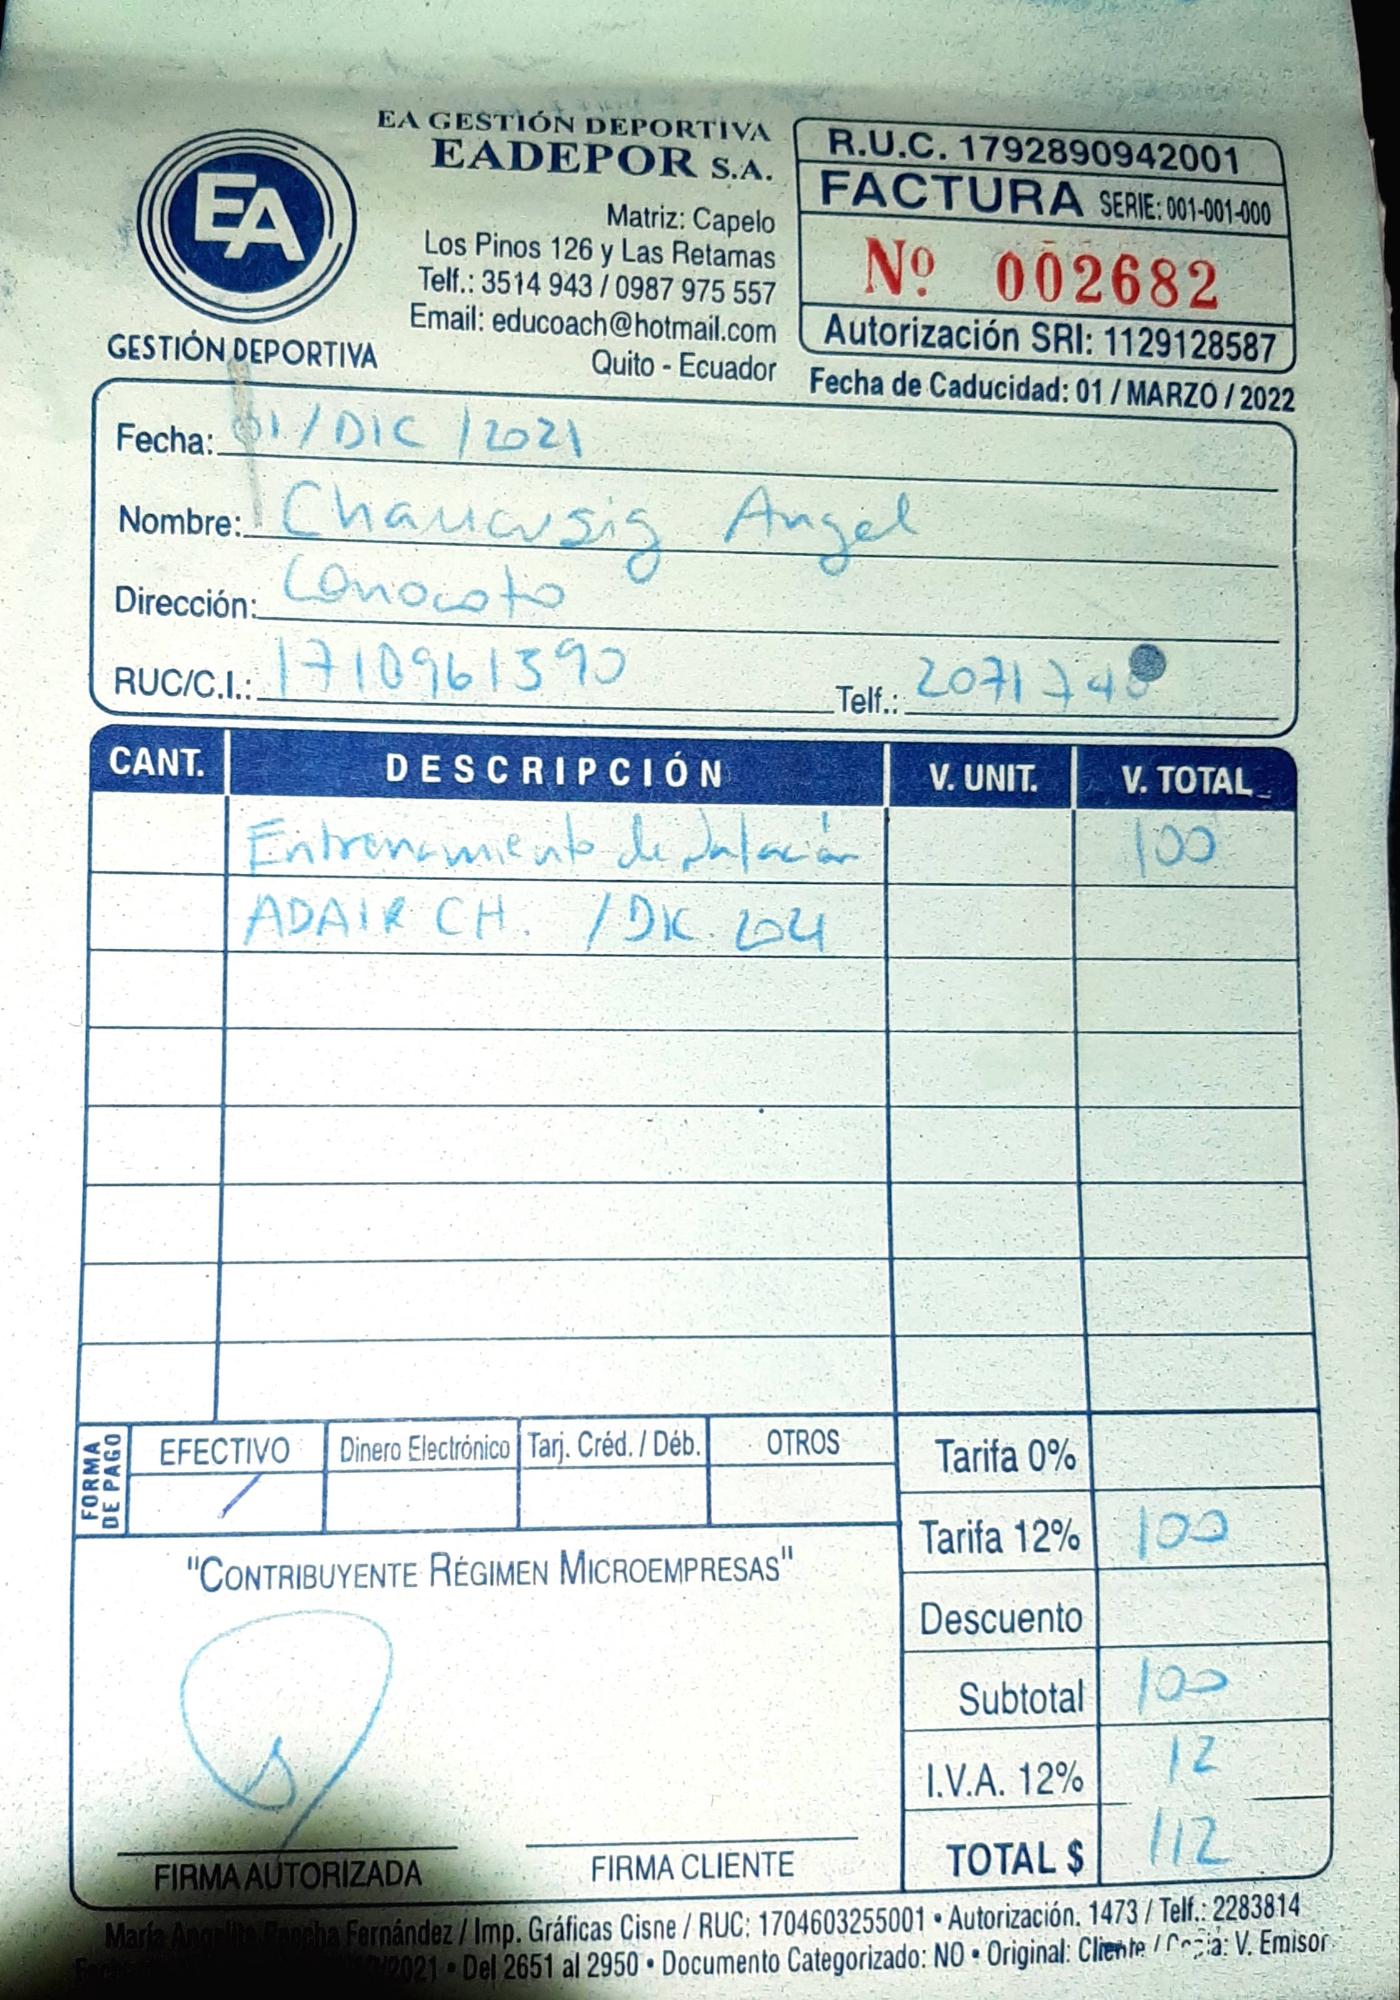 EA
GESTIÓN DEPORTIVA
EA GESTIÓN DEPORTIVA
EADEPOR S.A.
Matriz: Capelo
Los Pinos 126 y Las Retamas
Telf.: 3514 943 / 0987 975 557
Email: educoach@hotmail.com
Quito - Ecuador
R.U.C. 1792890942001
FACTURA SERIE: 001-001-000
Nº 002682
Autorización SRI: 1129128587
Fecha de Caducidad: 01 / MARZO / 2022
Fecha: 01 / DIC / 2021
Nombre: Angel
Dirección: Conocoto
RUC/C.I.: 1710961390 Telf.: 2071748
CANT. DESCRIPCIÓN V. UNIT. V. TOTAL
Entrenamiento de Natación 100
ADAIR CH. / DIC. 2021
FORMA DE PAGO
EFECTIVO Dinero Electrónico Tarj. Créd. / Déb. OTROS
/
Tarifa 0%
Tarifa 12% 100
Descuento
Subtotal 100
I.V.A. 12% 12
TOTAL $ 112
"CONTRIBUYENTE RÉGIMEN MICROEMPRESAS"
FIRMA AUTORIZADA FIRMA CLIENTE
María Fernández / Imp. Gráficas Cisne / RUC: 1704603255001 • Autorización. 1473 / Telf.: 2283814
2021 • Del 2651 al 2950 • Documento Categorizado: NO • Original: Cliente / Copia: V. Emisor